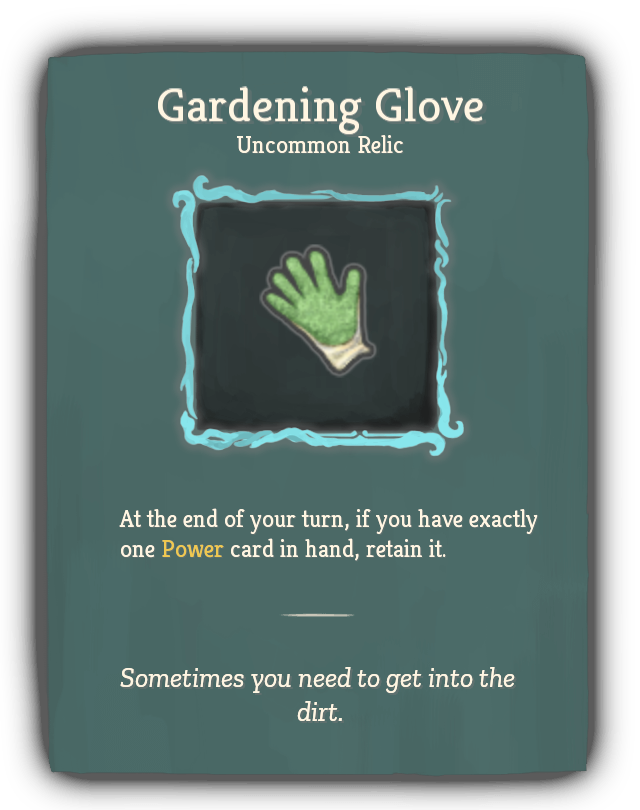 Gardening Glove
Uncommon Relic
At the end of your turn, if you have exactly
one Power card in hand, retain it.
Sometimes you need to get into the
dirt.